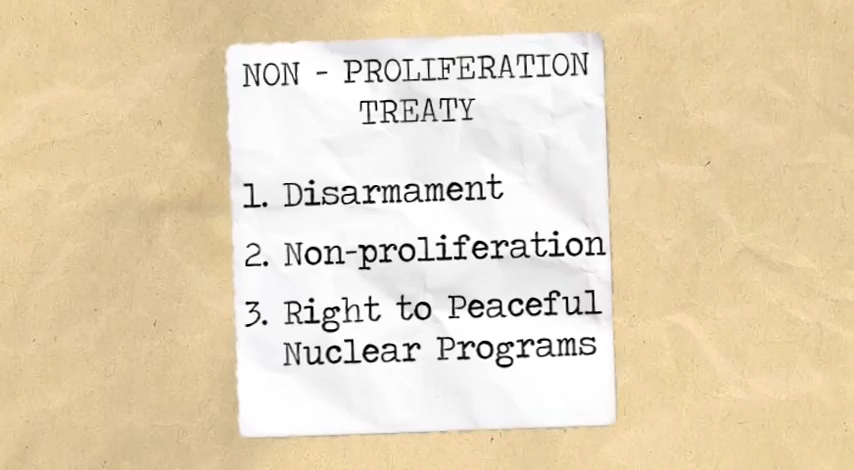 NON - PROLIFERATION
TREATY
1. Disarmament
2. Non-proliferation
3. Right to Peaceful
Nuclear Programs